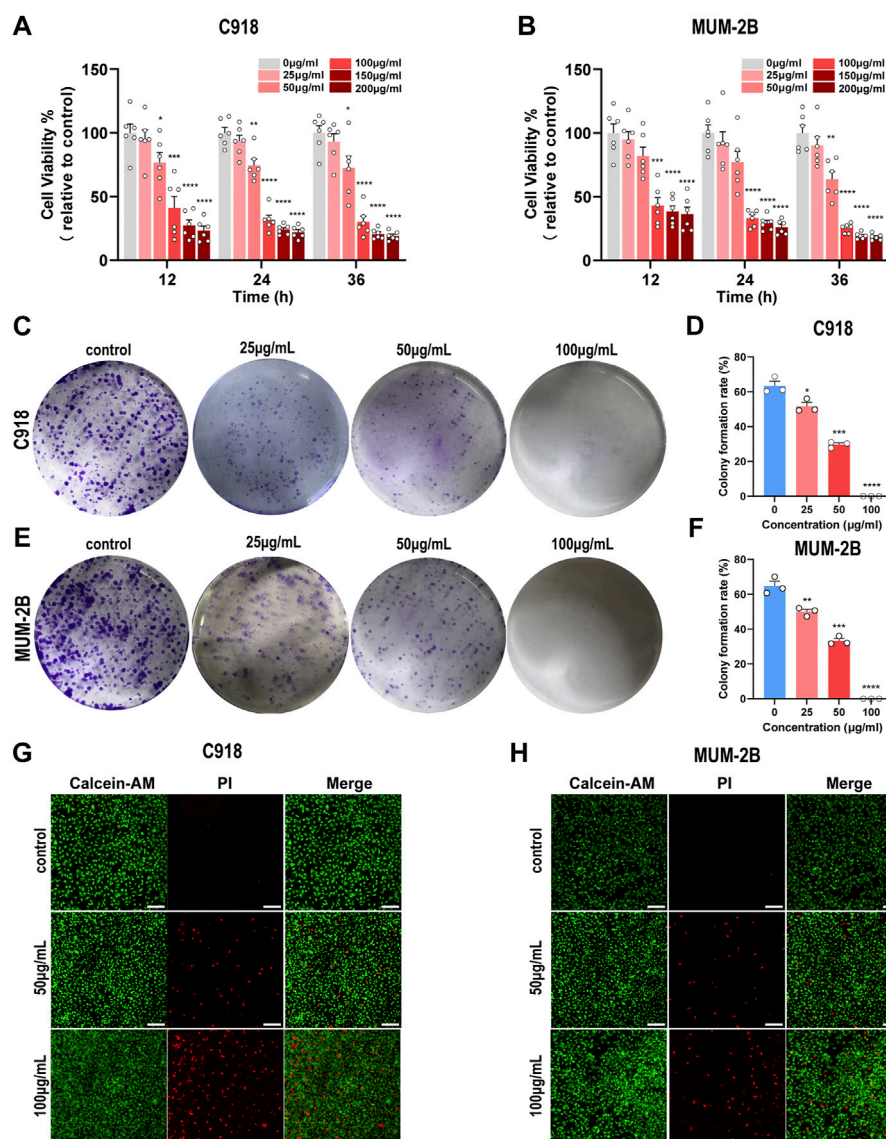 A
C918
Cell Viability %
( relative to control)
150
100
50
0
0μg/ml
25μg/ml
50μg/ml
100μg/ml
150μg/ml
200μg/ml
*
***
****
****
**
****
****
****
*
****
****
****
12
24
36
Time (h)
B
MUM-2B
Cell Viability %
( relative to control)
150
100
50
0
0μg/ml
25μg/ml
50μg/ml
100μg/ml
150μg/ml
200μg/ml
***
****
****
****
****
****
**
****
****
****
12
24
36
Time (h)
C
control
25μg/mL
50μg/mL
100μg/mL
C918
D
C918
Colony formation rate (%)
80
60
40
20
0
*
***
****
0
25
50
100
Concentration (μg/ml)
E
control
25μg/mL
50μg/mL
100μg/mL
MUM-2B
F
MUM-2B
Colony formation rate (%)
80
60
40
20
0
**
***
****
0
25
50
100
Concentration (μg/ml)
G
C918
Calcein-AM
PI
Merge
control
50μg/mL
100μg/mL
H
MUM-2B
Calcein-AM
PI
Merge
control
50μg/mL
100μg/mL